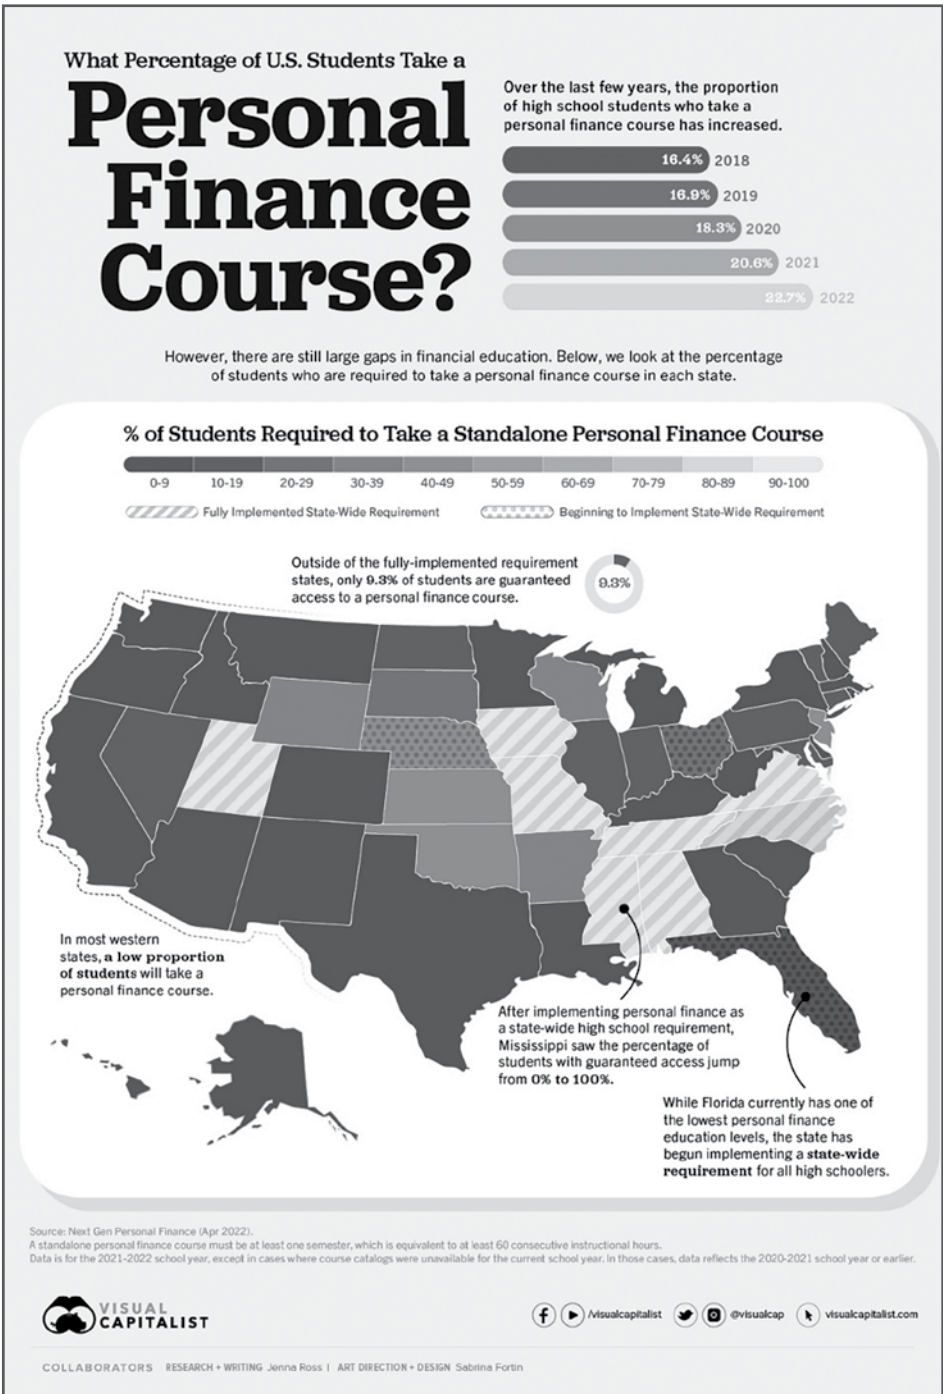 What Percentage of U.S. Students Take a
Personal
Finance
Course?
Over the last few years, the proportion
of high school students who take a
personal finance course has increased.
16.4% 2018
16.9% 2019
18.3% 2020
20.6% 2021
22.7% 2022
However, there are still large gaps in financial education. Below, we look at the percentage
of students who are required to take a personal finance course in each state.
% of Students Required to Take a Standalone Personal Finance Course
0-9 10-19 20-29 30-39 40-49 50-59 60-69 70-79 80-89 90-100
Fully Implemented State-Wide Requirement Beginning to Implement State-Wide Requirement
Outside of the fully-implemented requirement
states, only 9.3% of students are guaranteed
access to a personal finance course.
9.3%
In most western
states, a low proportion
of students will take a
personal finance course.
After implementing personal finance as
a state-wide high school requirement,
Mississippi saw the percentage of
students with guaranteed access jump
from 0% to 100%.
While Florida currently has one of
the lowest personal finance
education levels, the state has
begun implementing a state-wide
requirement for all high schoolers.
Source: Next Gen Personal Finance (Apr 2022).
A standalone personal finance course must be at least one semester, which is equivalent to at least 60 consecutive instructional hours.
Data is for the 2021-2022 school year, except in cases where course catalogs were unavailable for the current school year. In those cases, data reflects the 2020-2021 school year or earlier.
VISUAL
CAPITALIST
/visualcapitalist @visualcap visualcapitalist.com
COLLABORATORS RESEARCH + WRITING Jenna Ross | ART DIRECTION + DESIGN Sabrina Fortin